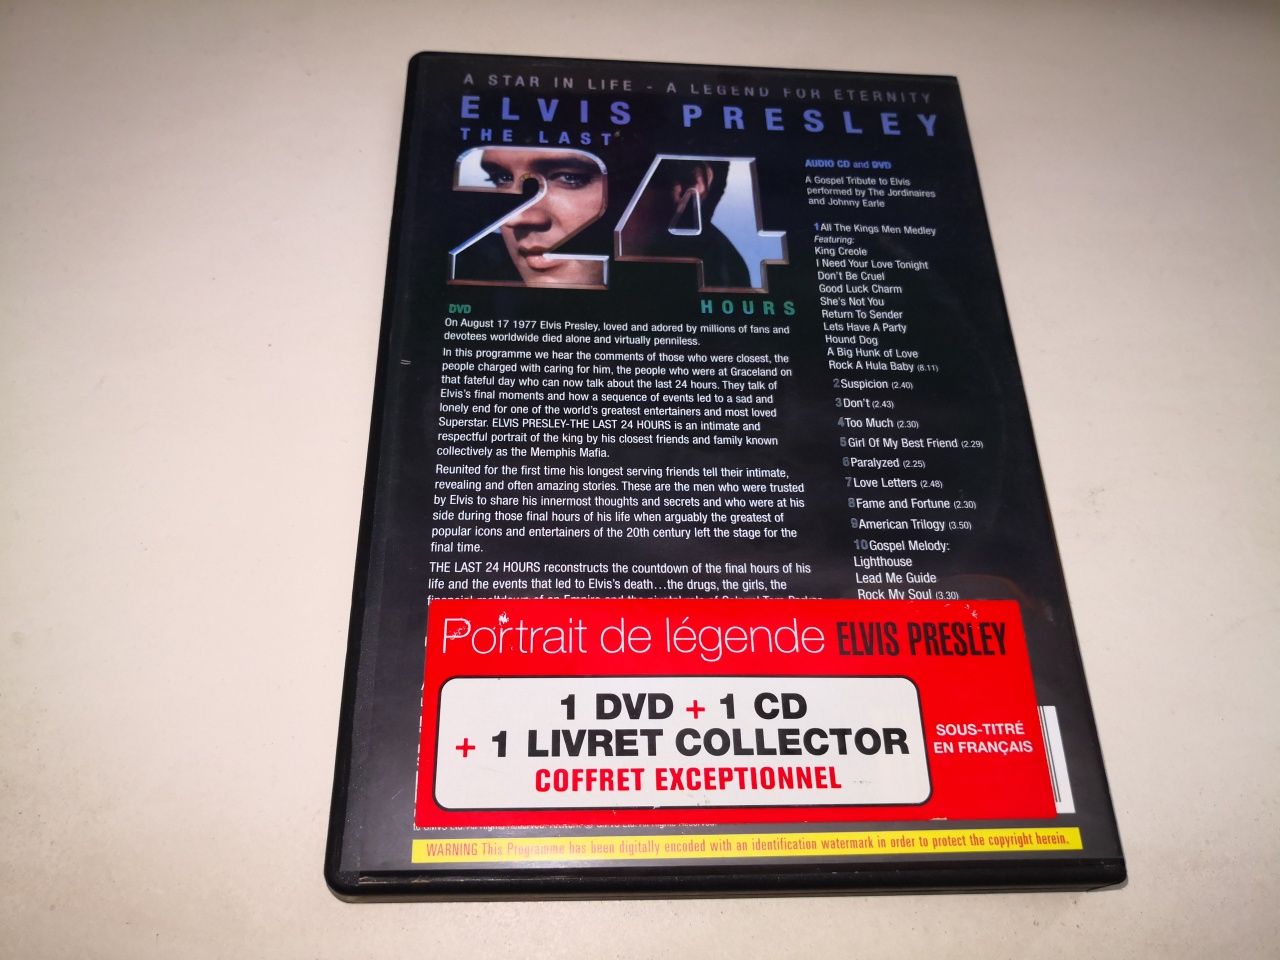 A STAR IN LIFE - A LEGEND FOR ETERNITY
ELVIS PRESLEY
THE LAST
24
HOURS
DVD
On August 17 1977 Elvis Presley, loved and adored by millions of fans and
devotees worldwide died alone and virtually penniless.
In this programme we hear the comments of those who were closest, the
people charged with caring for him, the people who were at Graceland on
that fateful day who can now talk about the last 24 hours. They talk of
Elvis's final moments and how a sequence of events led to a sad and
lonely end for one of the world's greatest entertainers and most loved
Superstar. ELVIS PRESLEY-THE LAST 24 HOURS is an intimate and
respectful portrait of the king by his closest friends and family known
collectively as the Memphis Mafia.
Reunited for the first time his longest serving friends tell their intimate,
revealing and often amazing stories. These are the men who were trusted
by Elvis to share his innermost thoughts and secrets and who were at his
side during those final hours of his life when arguably the greatest of
popular icons and entertainers of the 20th century left the stage for the
final time.
THE LAST 24 HOURS reconstructs the countdown of the final hours of his
life and the events that led to Elvis's death...the drugs, the girls, the
AUDIO CD and DVD
A Gospel Tribute to Elvis
performed by The Jordinaires
and Johnny Earle
1 All The Kings Men Medley
Featuring:
King Creole
I Need Your Love Tonight
Don't Be Cruel
Good Luck Charm
She's Not You
Return To Sender
Lets Have A Party
Hound Dog
A Big Hunk of Love
Rock A Hula Baby (8.11)
2 Suspicion (2.40)
3 Don't (2.43)
4 Too Much (2.30)
5 Girl Of My Best Friend (2.29)
6 Paralyzed (2.25)
7 Love Letters (2.48)
8 Fame and Fortune (2.30)
9 American Trilogy (3.50)
10 Gospel Melody:
Lighthouse
Lead Me Guide
Rock My Soul (3.30)
Portrait de légende ELVIS PRESLEY
1 DVD + 1 CD
+ 1 LIVRET COLLECTOR
COFFRET EXCEPTIONNEL
SOUS-TITRÉ
EN FRANÇAIS
WARNING This Programme has been digitally encoded with an identification watermark in order to protect the copyright herein.